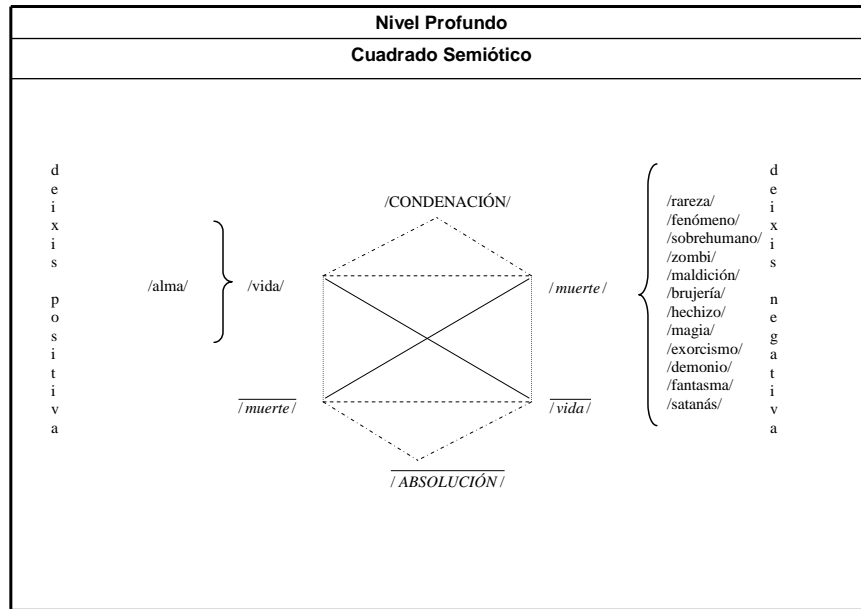 Nivel Profundo
Cuadrado Semiótico
deixis positiva
/alma/
/vida/
/CONDENACIÓN/
/muerte/
/muerte/
/vida/
/ABSOLUCIÓN/
/rareza/
/fenómeno/
/sobrehumano/
/zombi/
/maldición/
/brujería/
/hechizo/
/magia/
/exorcismo/
/demonio/
/fantasma/
/satanás/
deixis negativa